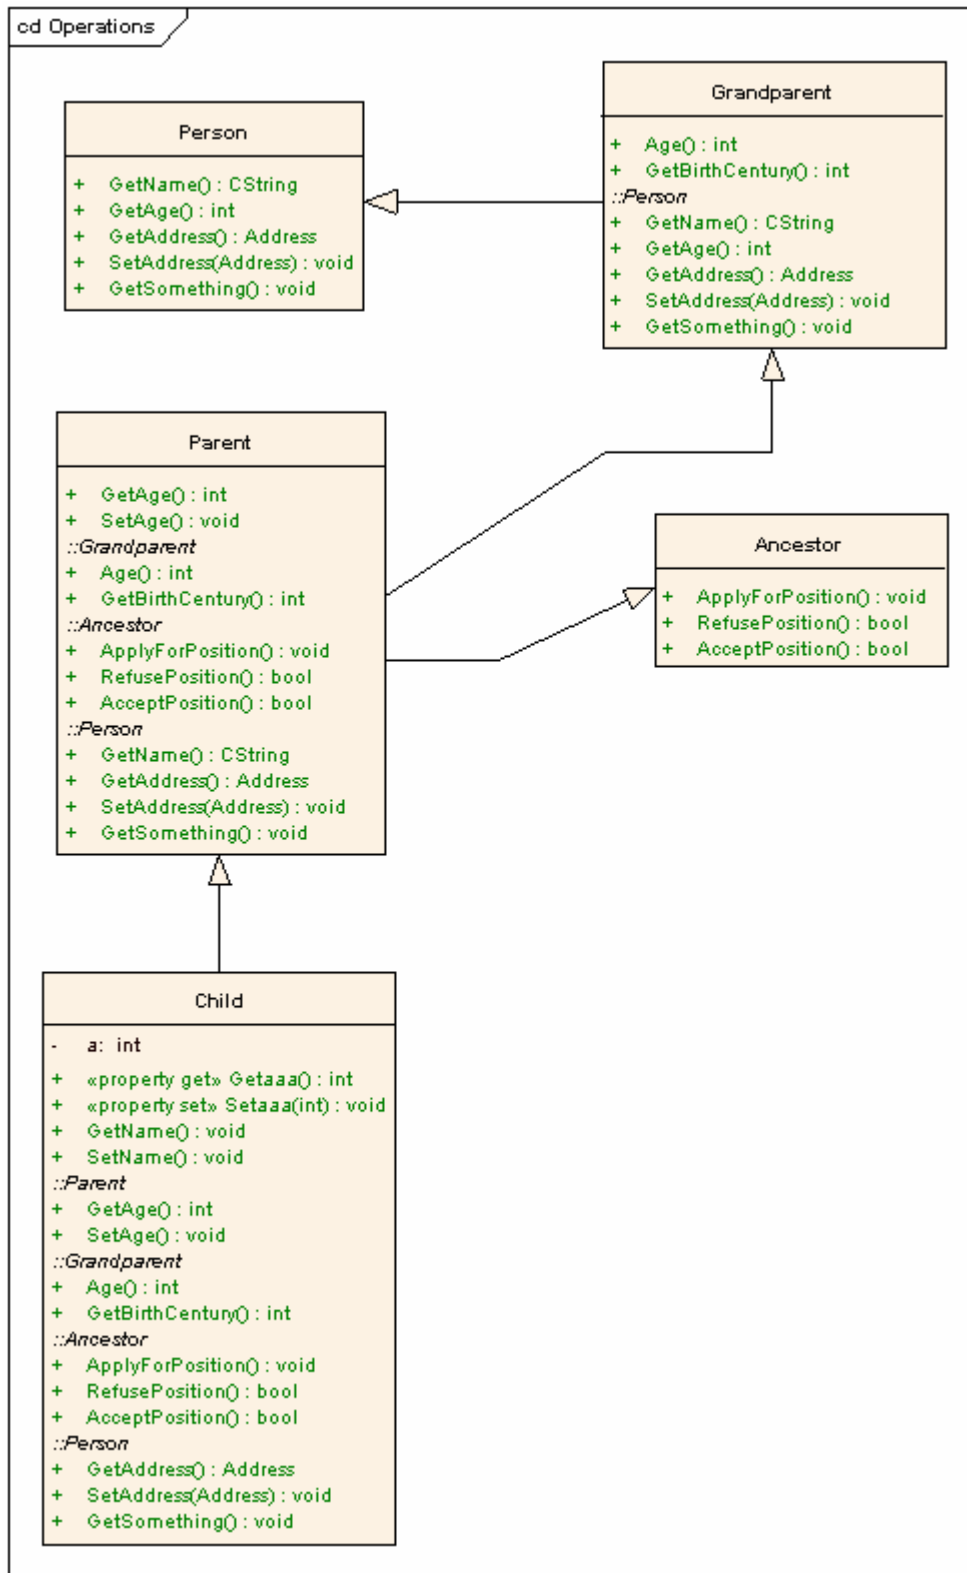 cd Operations
Person
+ GetName() : CString
+ GetAge() : int
+ GetAddress() : Address
+ SetAddress(Address) : void
+ GetSomething() : void
Grandparent
+ Age() : int
+ GetBirthCentury() : int
::Person
+ GetName() : CString
+ GetAge() : int
+ GetAddress() : Address
+ SetAddress(Address) : void
+ GetSomething() : void
Parent
+ GetAge() : int
+ SetAge() : void
::Grandparent
+ Age() : int
+ GetBirthCentury() : int
::Ancestor
+ ApplyForPosition() : void
+ RefusePosition() : bool
+ AcceptPosition() : bool
::Person
+ GetName() : CString
+ GetAddress() : Address
+ SetAddress(Address) : void
+ GetSomething() : void
Ancestor
+ ApplyForPosition() : void
+ RefusePosition() : bool
+ AcceptPosition() : bool
Child
- a: int
+ «property get» Getaaa() : int
+ «property set» Setaaa(int) : void
+ GetName() : void
+ SetName() : void
::Parent
+ GetAge() : int
+ SetAge() : void
::Grandparent
+ Age() : int
+ GetBirthCentury() : int
::Ancestor
+ ApplyForPosition() : void
+ RefusePosition() : bool
+ AcceptPosition() : bool
::Person
+ GetAddress() : Address
+ SetAddress(Address) : void
+ GetSomething() : void